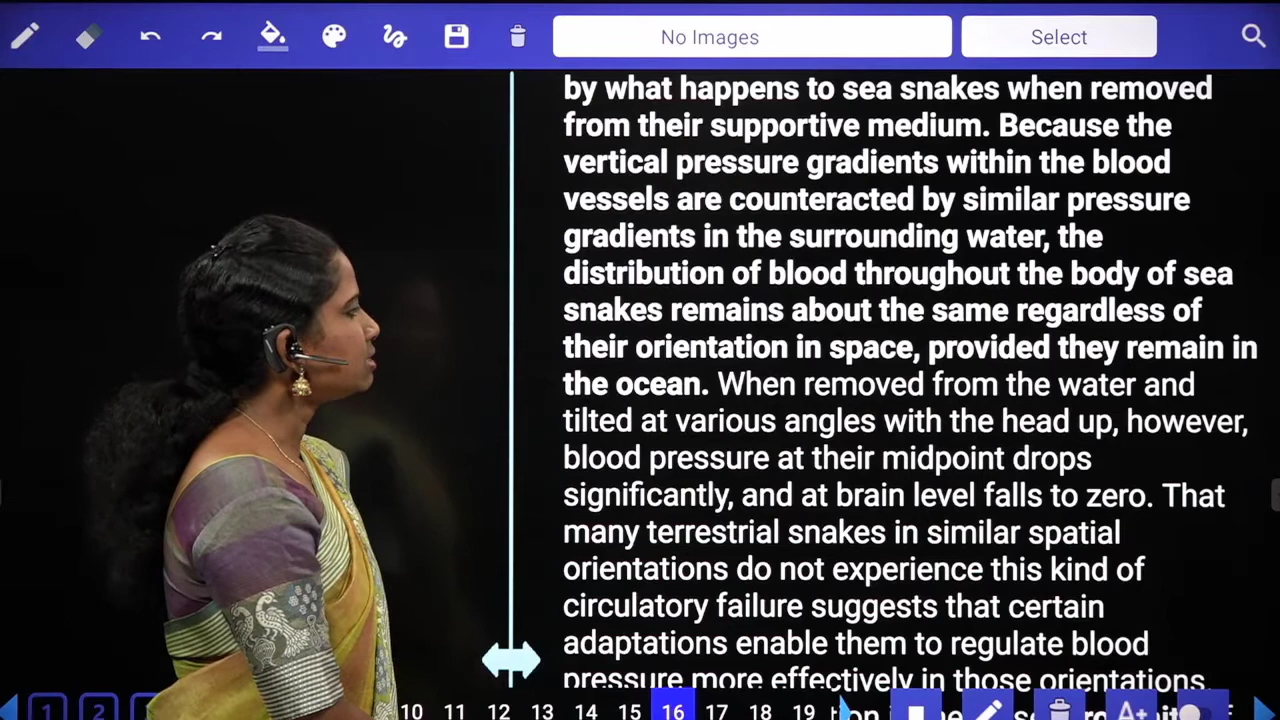 No Images
Select
by what happens to sea snakes when removed
from their supportive medium. Because the
vertical pressure gradients within the blood
vessels are counteracted by similar pressure
gradients in the surrounding water, the
distribution of blood throughout the body of sea
snakes remains about the same regardless of
their orientation in space, provided they remain in
the ocean. When removed from the water and
tilted at various angles with the head up, however,
blood pressure at their midpoint drops
significantly, and at brain level falls to zero. That
many terrestrial snakes in similar spatial
orientations do not experience this kind of
circulatory failure suggests that certain
adaptations enable them to regulate blood
pressure more effectively in those orientations.
1 2 10 11 12 13 14 15 16 17 18 19 A+